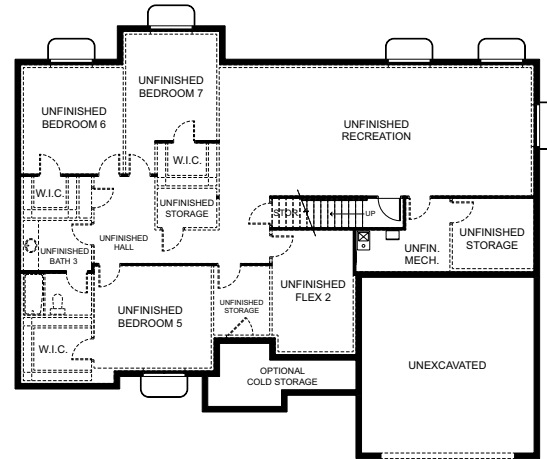 UNFINISHED
BEDROOM 7
UNFINISHED
BEDROOM 6
UNFINISHED
RECREATION
W.I.C.
W.I.C.
UNFINISHED
STORAGE
STOR.
UP
UNFINISHED
HALL
UNFINISHED
BATH 3
UNFIN.
MECH.
UNFINISHED
STORAGE
UNFINISHED
FLEX 2
UNFINISHED
BEDROOM 5
UNFINISHED
STORAGE
W.I.C.
OPTIONAL
COLD STORAGE
UNEXCAVATED